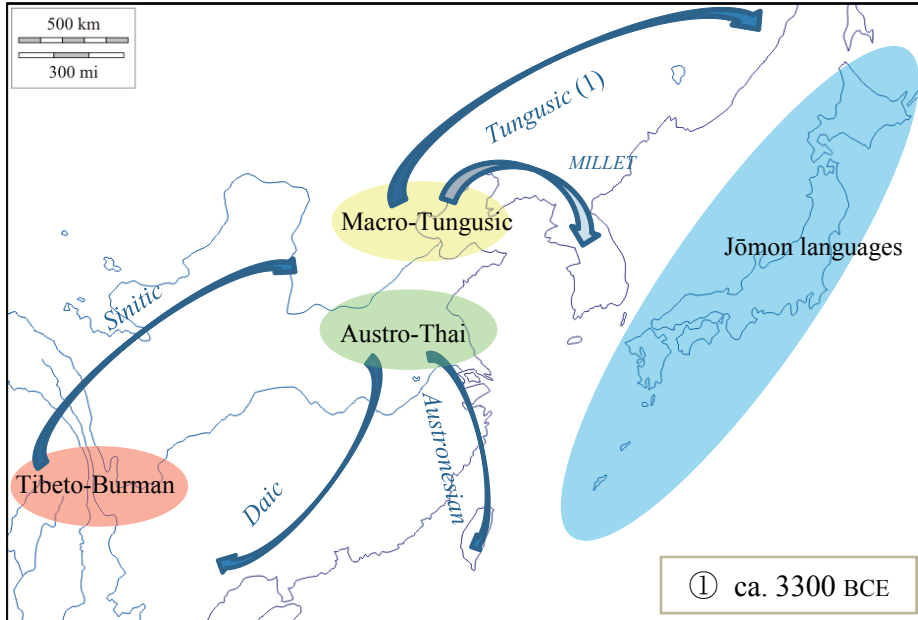 500 km
300 mi
Tungusic (1)
MILLET
Macro-Tungusic
Jōmon languages
Sinitic
Austro-Thai
Austronesian
Daic
Tibeto-Burman
① ca. 3300 BCE